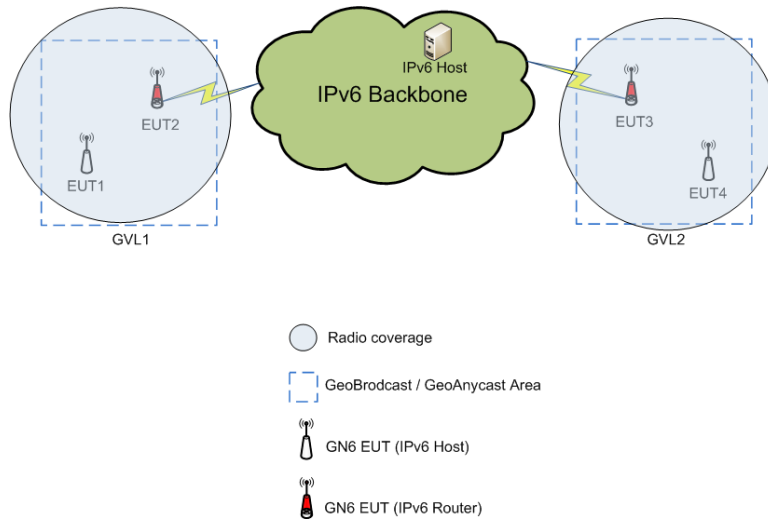 IPv6 Host
IPv6 Backbone
EUT2
EUT1
GVL1
EUT3
EUT4
GVL2
Radio coverage
GeoBrodcast / GeoAnycast Area
GN6 EUT (IPv6 Host)
GN6 EUT (IPv6 Router)